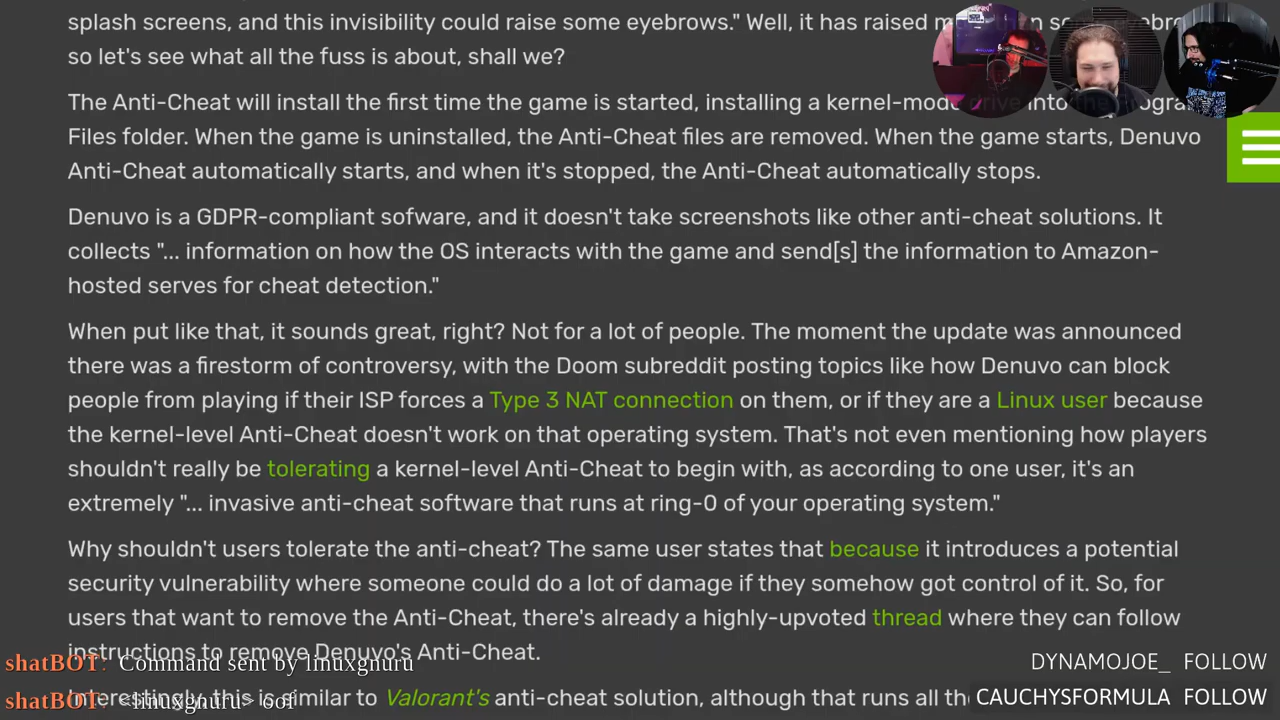 splash screens, and this invisibility could raise some eyebrows." Well, it has raised
so let's see what all the fuss is about, shall we?
The Anti-Cheat will install the first time the game is started, installing a kernel-mode drive into the
Files folder. When the game is uninstalled, the Anti-Cheat files are removed. When the game starts, Denuvo
Anti-Cheat automatically starts, and when it's stopped, the Anti-Cheat automatically stops.
Denuvo is a GDPR-compliant sofware, and it doesn't take screenshots like other anti-cheat solutions. It
collects "... information on how the OS interacts with the game and send[s] the information to Amazon-
hosted serves for cheat detection."
When put like that, it sounds great, right? Not for a lot of people. The moment the update was announced
there was a firestorm of controversy, with the Doom subreddit posting topics like how Denuvo can block
people from playing if their ISP forces a Type 3 NAT connection on them, or if they are a Linux user because
the kernel-level Anti-Cheat doesn't work on that operating system. That's not even mentioning how players
shouldn't really be tolerating a kernel-level Anti-Cheat to begin with, as according to one user, it's an
extremely "... invasive anti-cheat software that runs at ring-0 of your operating system."
Why shouldn't users tolerate the anti-cheat? The same user states that because it introduces a potential
security vulnerability where someone could do a lot of damage if they somehow got control of it. So, for
users that want to remove the Anti-Cheat, there's already a highly-upvoted thread where they can follow
instructions to remove Denuvo's Anti-Cheat.
shatBOT: Command sent by linuxgnuru
DYNAMOJOE_ FOLLOW
Interestingly, this is similar to Valorant's anti-cheat solution, although that runs all the
shatBOT: <linuxgnuru> oof
CAUCHYSFORMULA FOLLOW